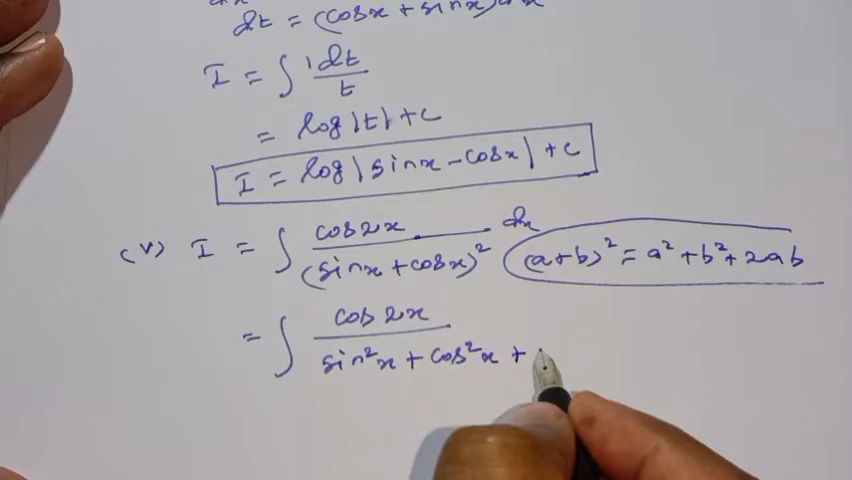 dt = (cosx + sinx) dx
I = ∫ 1dt/t
= log|t| + c
I = log|sinx - cosx| + c
(v) I = ∫ cos2x/(sinx + cosx)² dx (a+b)² = a² + b² + 2ab
= ∫ cos2x/sin²x + cos²x +